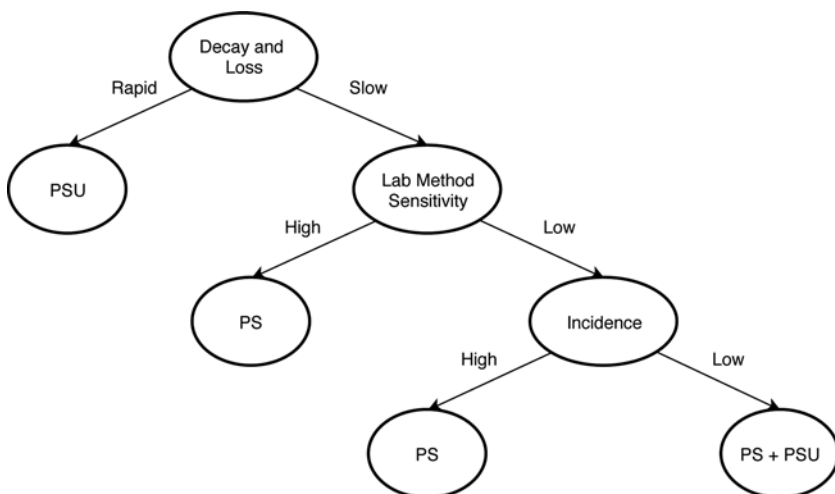 Decay and
Loss
Rapid
Slow
PSU
Lab Method
Sensitivity
High
Low
PS
Incidence
High
Low
PS
PS + PSU